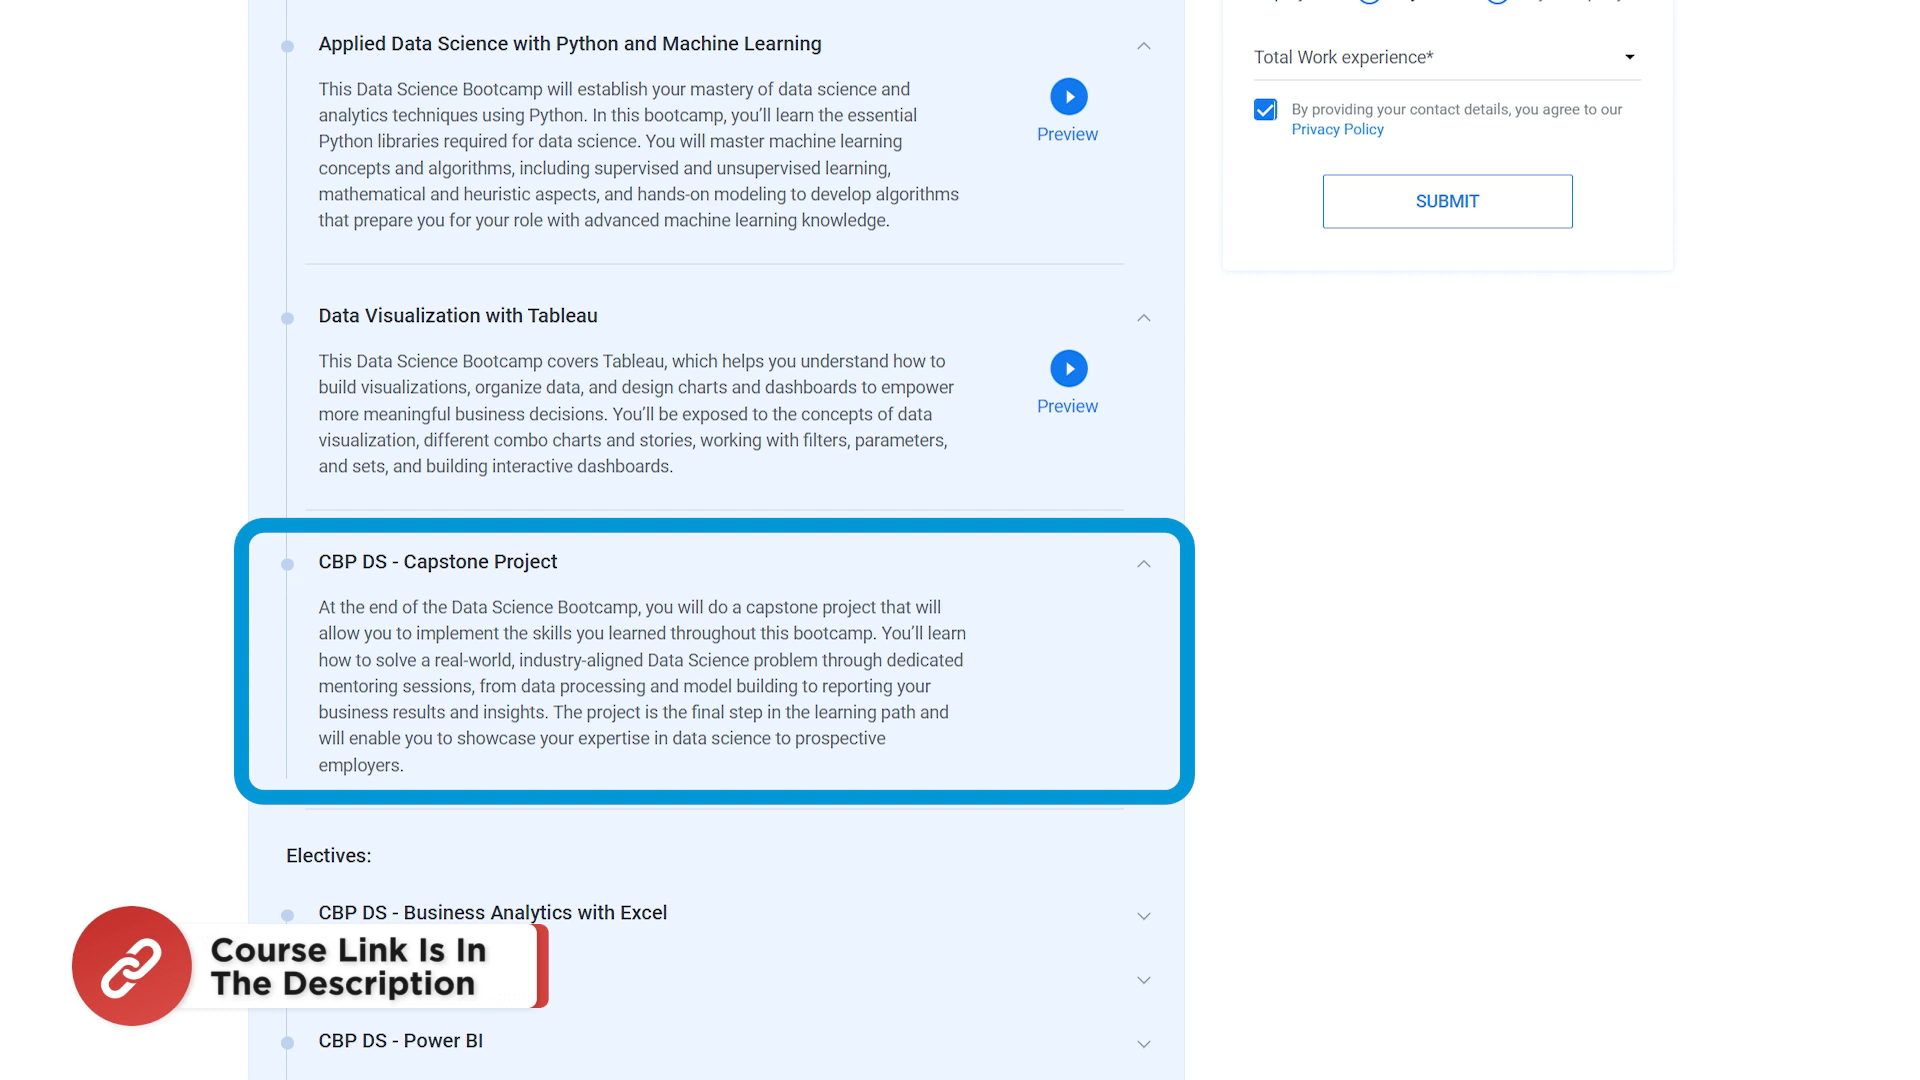 Applied Data Science with Python and Machine Learning
This Data Science Bootcamp will establish your mastery of data science and
analytics techniques using Python. In this bootcamp, you’ll learn the essential
Python libraries required for data science. You will master machine learning
concepts and algorithms, including supervised and unsupervised learning,
mathematical and heuristic aspects, and hands-on modeling to develop algorithms
that prepare you for your role with advanced machine learning knowledge.
Preview
Data Visualization with Tableau
This Data Science Bootcamp covers Tableau, which helps you understand how to
build visualizations, organize data, and design charts and dashboards to empower
more meaningful business decisions. You’ll be exposed to the concepts of data
visualization, different combo charts and stories, working with filters, parameters,
and sets, and building interactive dashboards.
Preview
CBP DS - Capstone Project
At the end of the Data Science Bootcamp, you will do a capstone project that will
allow you to implement the skills you learned throughout this bootcamp. You’ll learn
how to solve a real-world, industry-aligned Data Science problem through dedicated
mentoring sessions, from data processing and model building to reporting your
business results and insights. The project is the final step in the learning path and
will enable you to showcase your expertise in data science to prospective
employers.
Electives:
CBP DS - Business Analytics with Excel
CBP DS - Power BI
Total Work experience*
By providing your contact details, you agree to our
Privacy Policy
SUBMIT
Course Link Is In
The Description